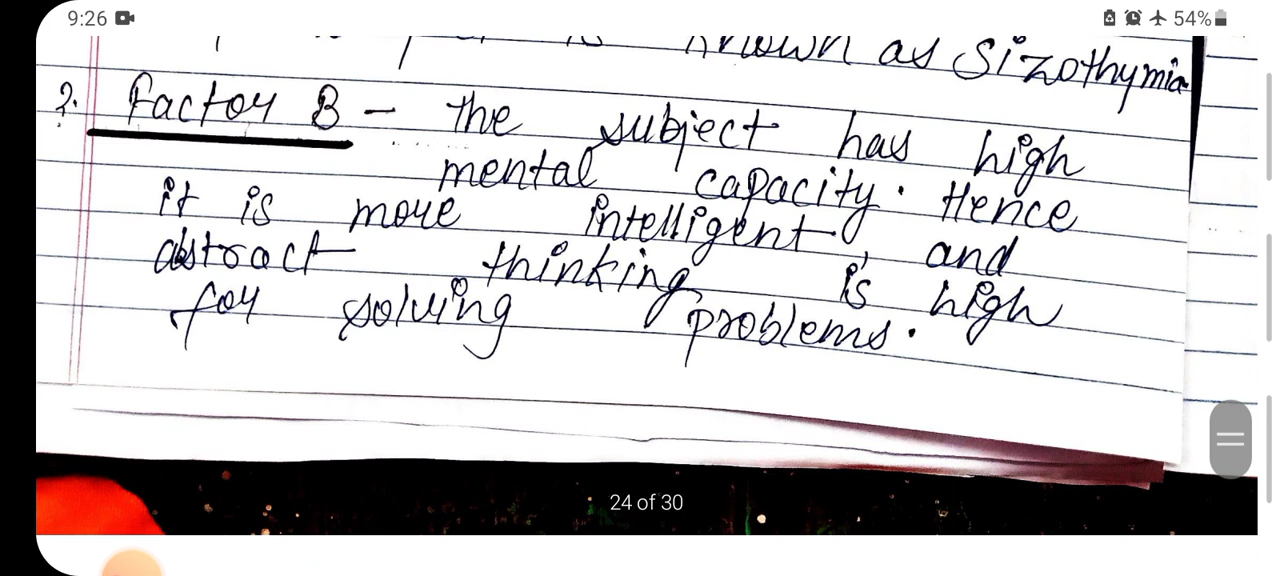 9:26 54%
known as Sizothymia
2. Factor B - the subject has high
mental capacity. Hence
it is more intelligent, and
abstract thinking is high
for solving problems.
24 of 30